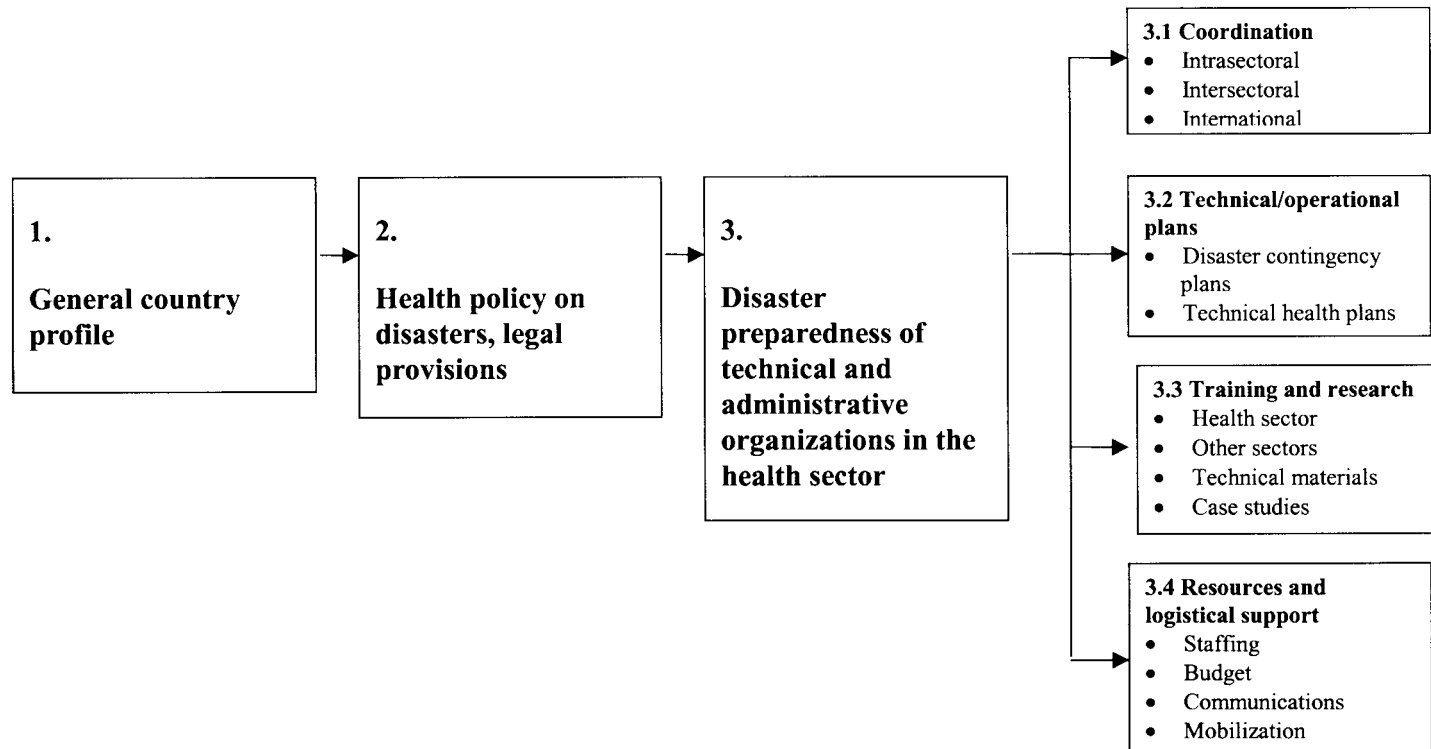 1.
General country
profile
2.
Health policy on
disasters, legal
provisions
3.
Disaster
preparedness of
technical and
administrative
organizations in the
health sector
3.1 Coordination
• Intrasectoral
• Intersectoral
• International
3.2 Technical/operational
plans
• Disaster contingency
plans
• Technical health plans
3.3 Training and research
• Health sector
• Other sectors
• Technical materials
• Case studies
3.4 Resources and
logistical support
• Staffing
• Budget
• Communications
• Mobilization